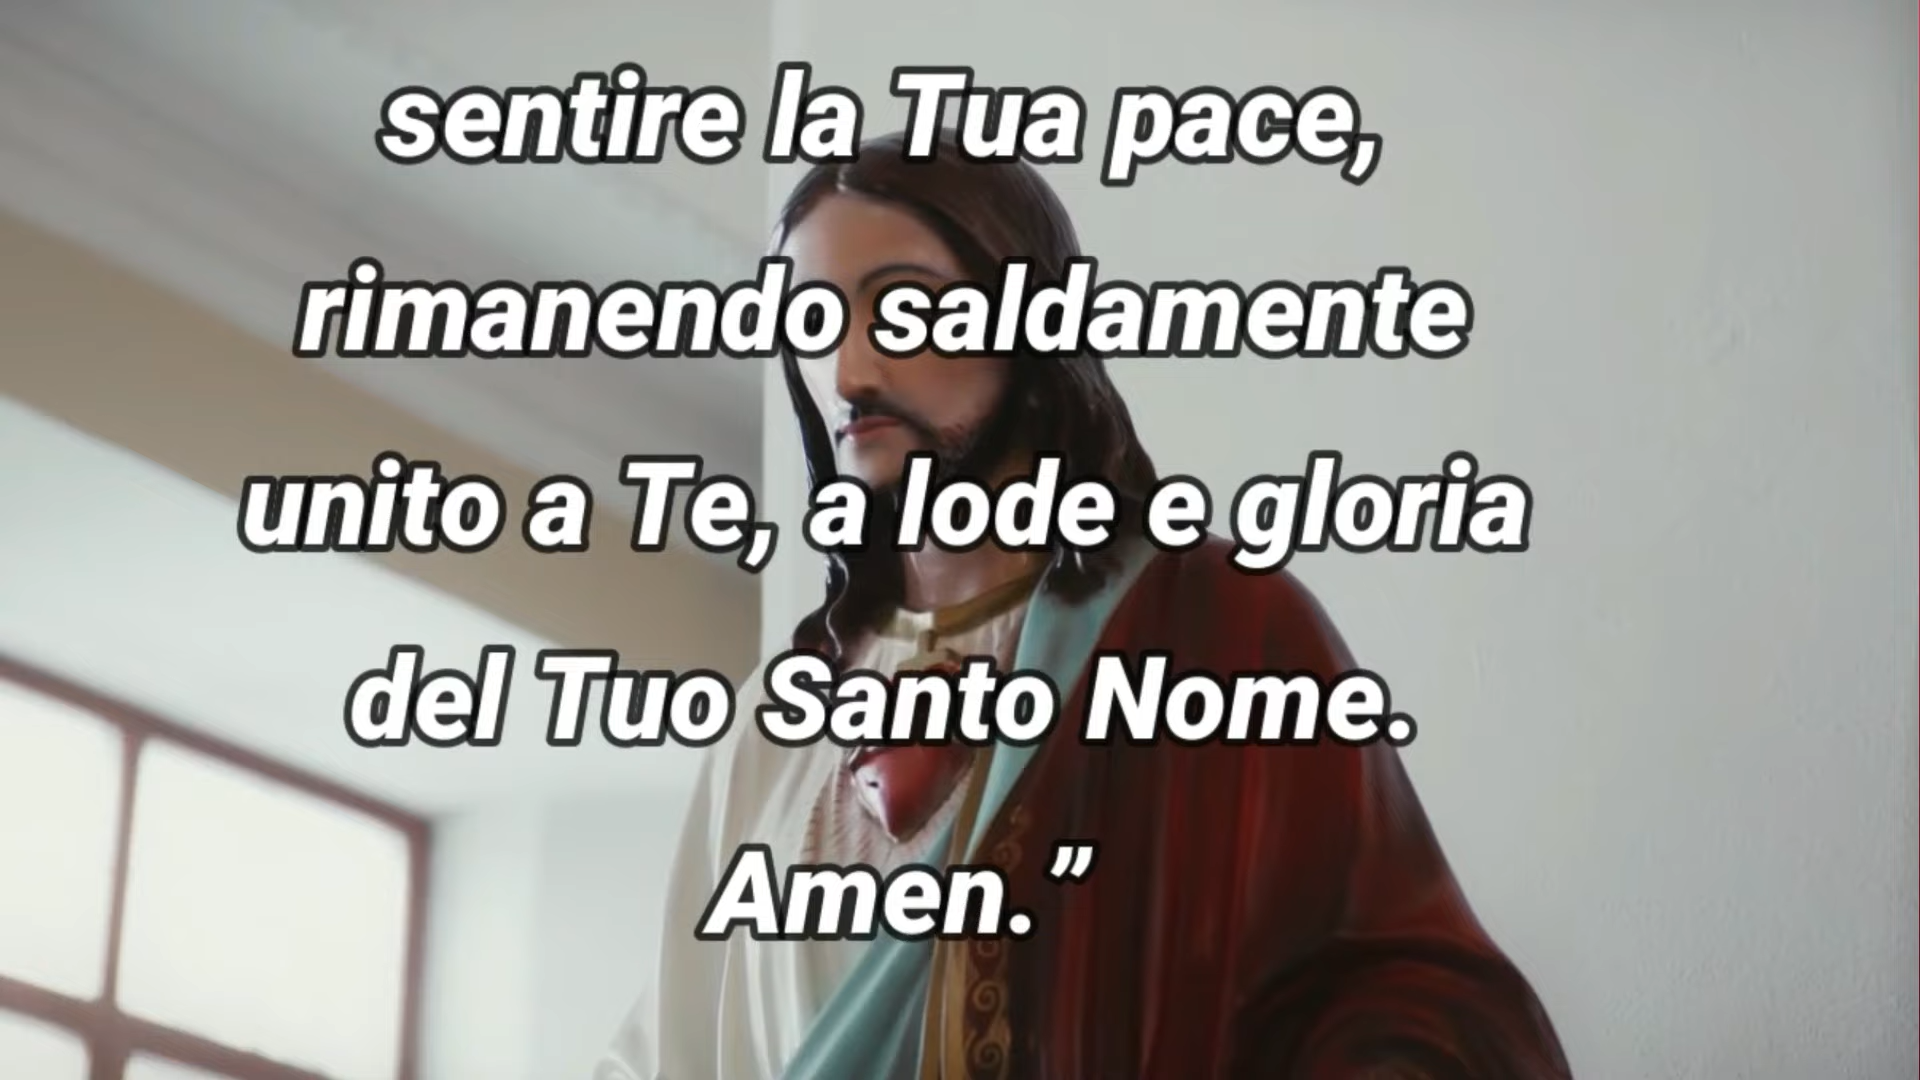 sentire la Tua pace,
rimanendo saldamente
unito a Te, a lode e gloria
del Tuo Santo Nome.
Amen.”